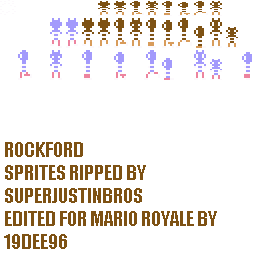 ROCKFORD
SPRITES RIPPED BY
SUPERJUSTINBROS
EDITED FOR MARIO ROYALE BY
19DEE96